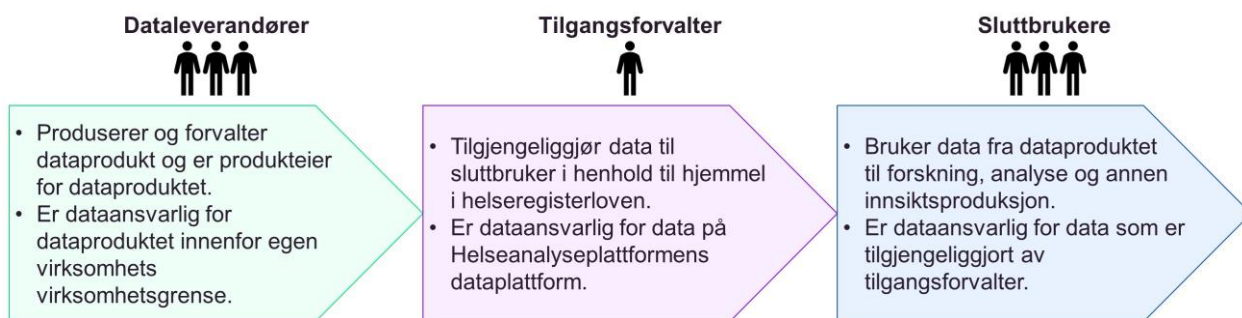 Dataleverandører
• Produserer og forvalter
dataprodukt og er produkteier
for dataproduktet.
• Er dataansvarlig for
dataproduktet innenfor egen
virksomhets
virksomhetsgrense.
Tilgangsforvalter
• Tilgjengeliggjør data til
sluttbruker i henhold til hjemmel
i helseregisterloven.
• Er dataansvarlig for data på
Helseanalyseplattformens
dataplattform.
Sluttbrukere
• Bruker data fra dataproduktet
til forskning, analyse og annen
innsiktsproduksjon.
• Er dataansvarlig for data som er
tilgjengeliggjort av
tilgangsforvalter.